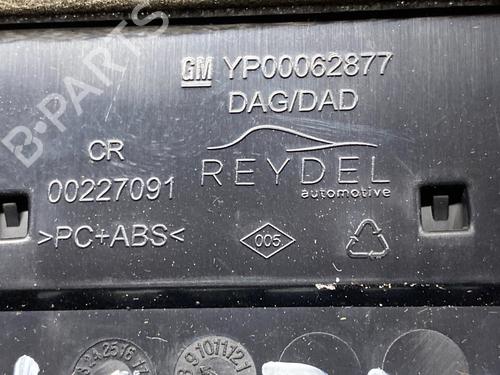 GM YP00062877
DAG/DAD
CR
00227091
REYDEL
automotive
>PC+ABS<
005
B-PARTS